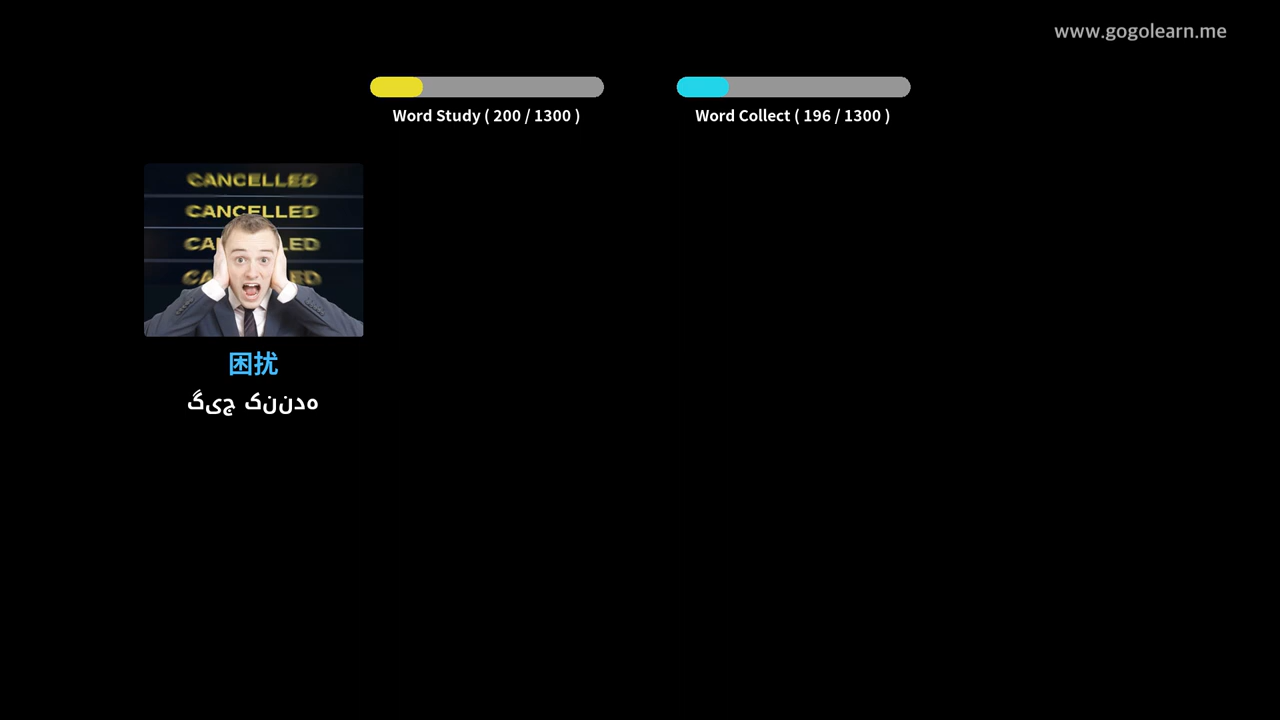 www.gogolearn.me
Word Study ( 200 / 1300 )
Word Collect ( 196 / 1300 )
CANCELLED
CANCELLED
困扰
گیج کننده